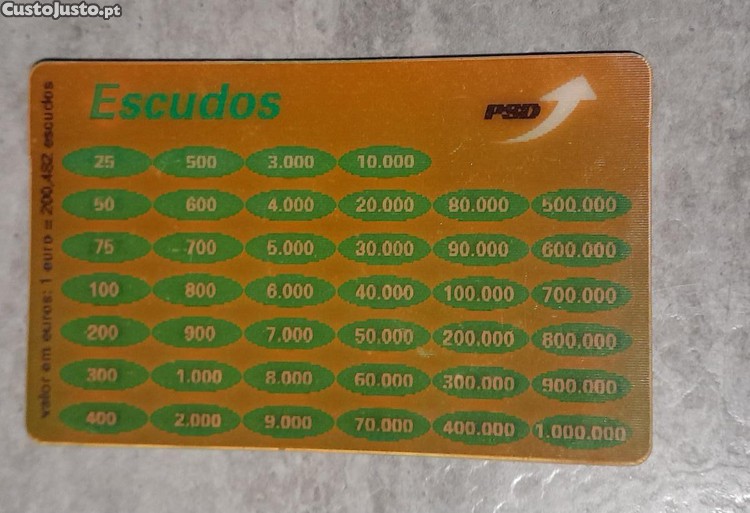 CustoJusto.pt
Escudos
PSD
25 500 3.000 10.000
50 600 4.000 20.000 80.000 500.000
75 700 5.000 30.000 90.000 600.000
100 800 6.000 40.000 100.000 700.000
200 900 7.000 50.000 200.000 800.000
300 1.000 8.000 60.000 300.000 900.000
400 2.000 9.000 70.000 400.000 1.000.000
valor em euros: 1 euro = 200,482 escudos